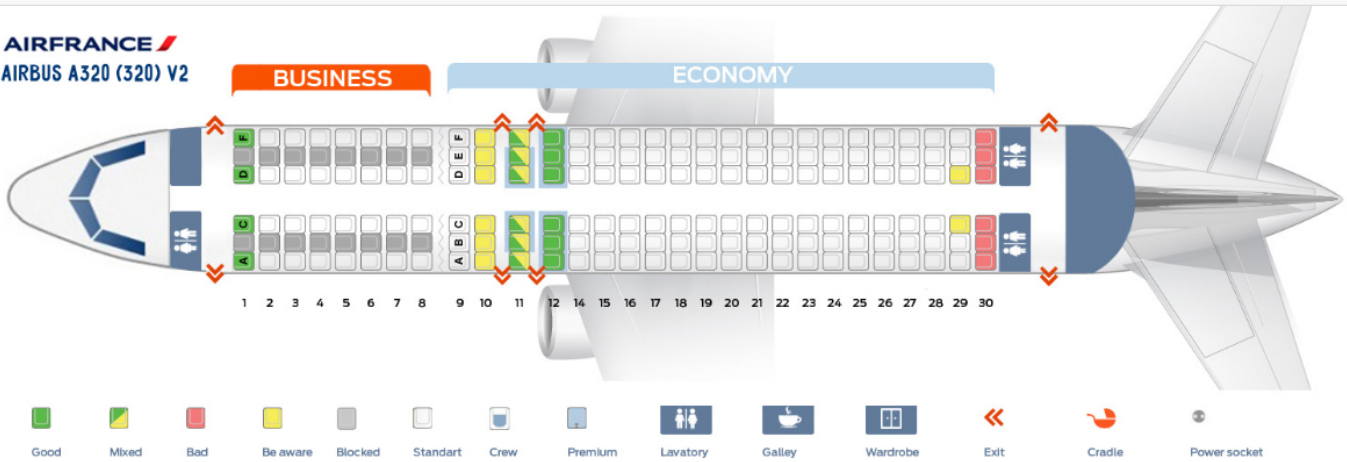 AIRFRANCE
AIRBUS A320 (320) V2
BUSINESS
ECONOMY
F F
E
D D
C C
B
A A
1 2 3 4 5 6 7 8 9 10 11 12 14 15 16 17 18 19 20 21 22 23 24 25 26 27 28 29 30
Good Mixed Bad Be aware Blocked Standart Crew Premium Lavatory Galley Wardrobe Exit Cradle Power socket